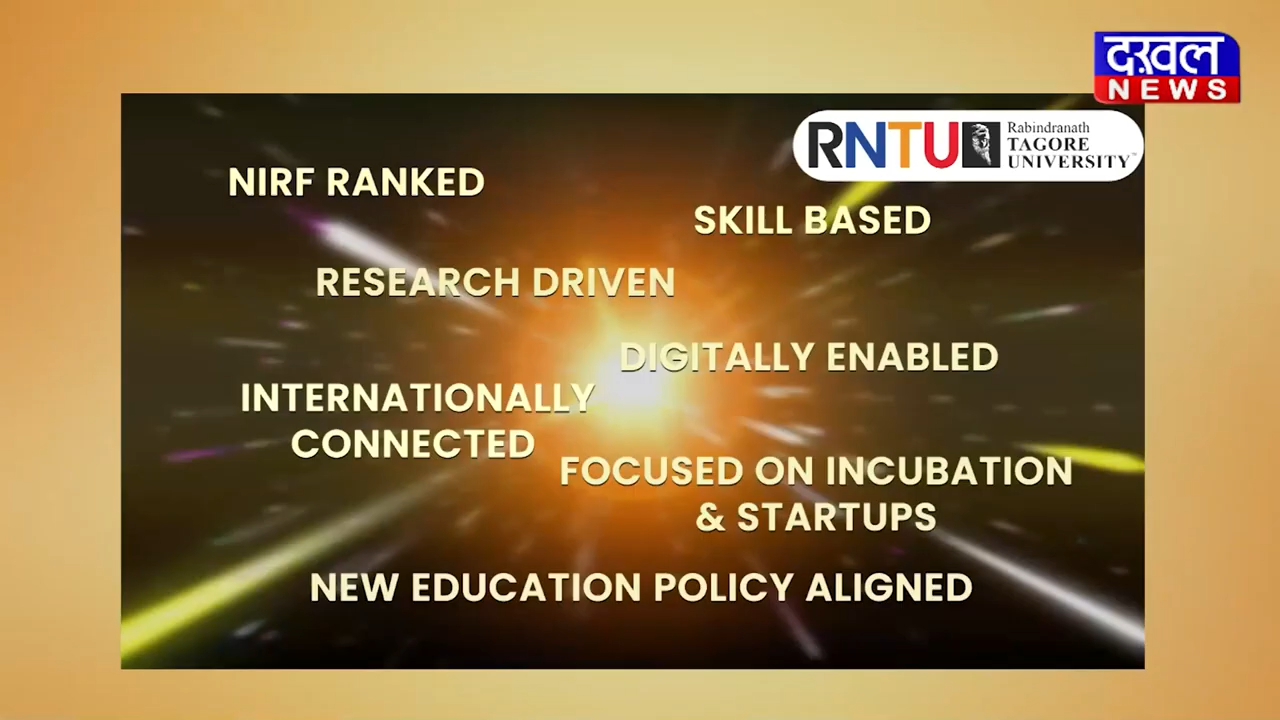 दख़ल
NEWS
RNTU
Rabindranath
TAGORE
UNIVERSITY™
NIRF RANKED
SKILL BASED
RESEARCH DRIVEN
DIGITALLY ENABLED
INTERNATIONALLY
CONNECTED
FOCUSED ON INCUBATION
& STARTUPS
NEW EDUCATION POLICY ALIGNED